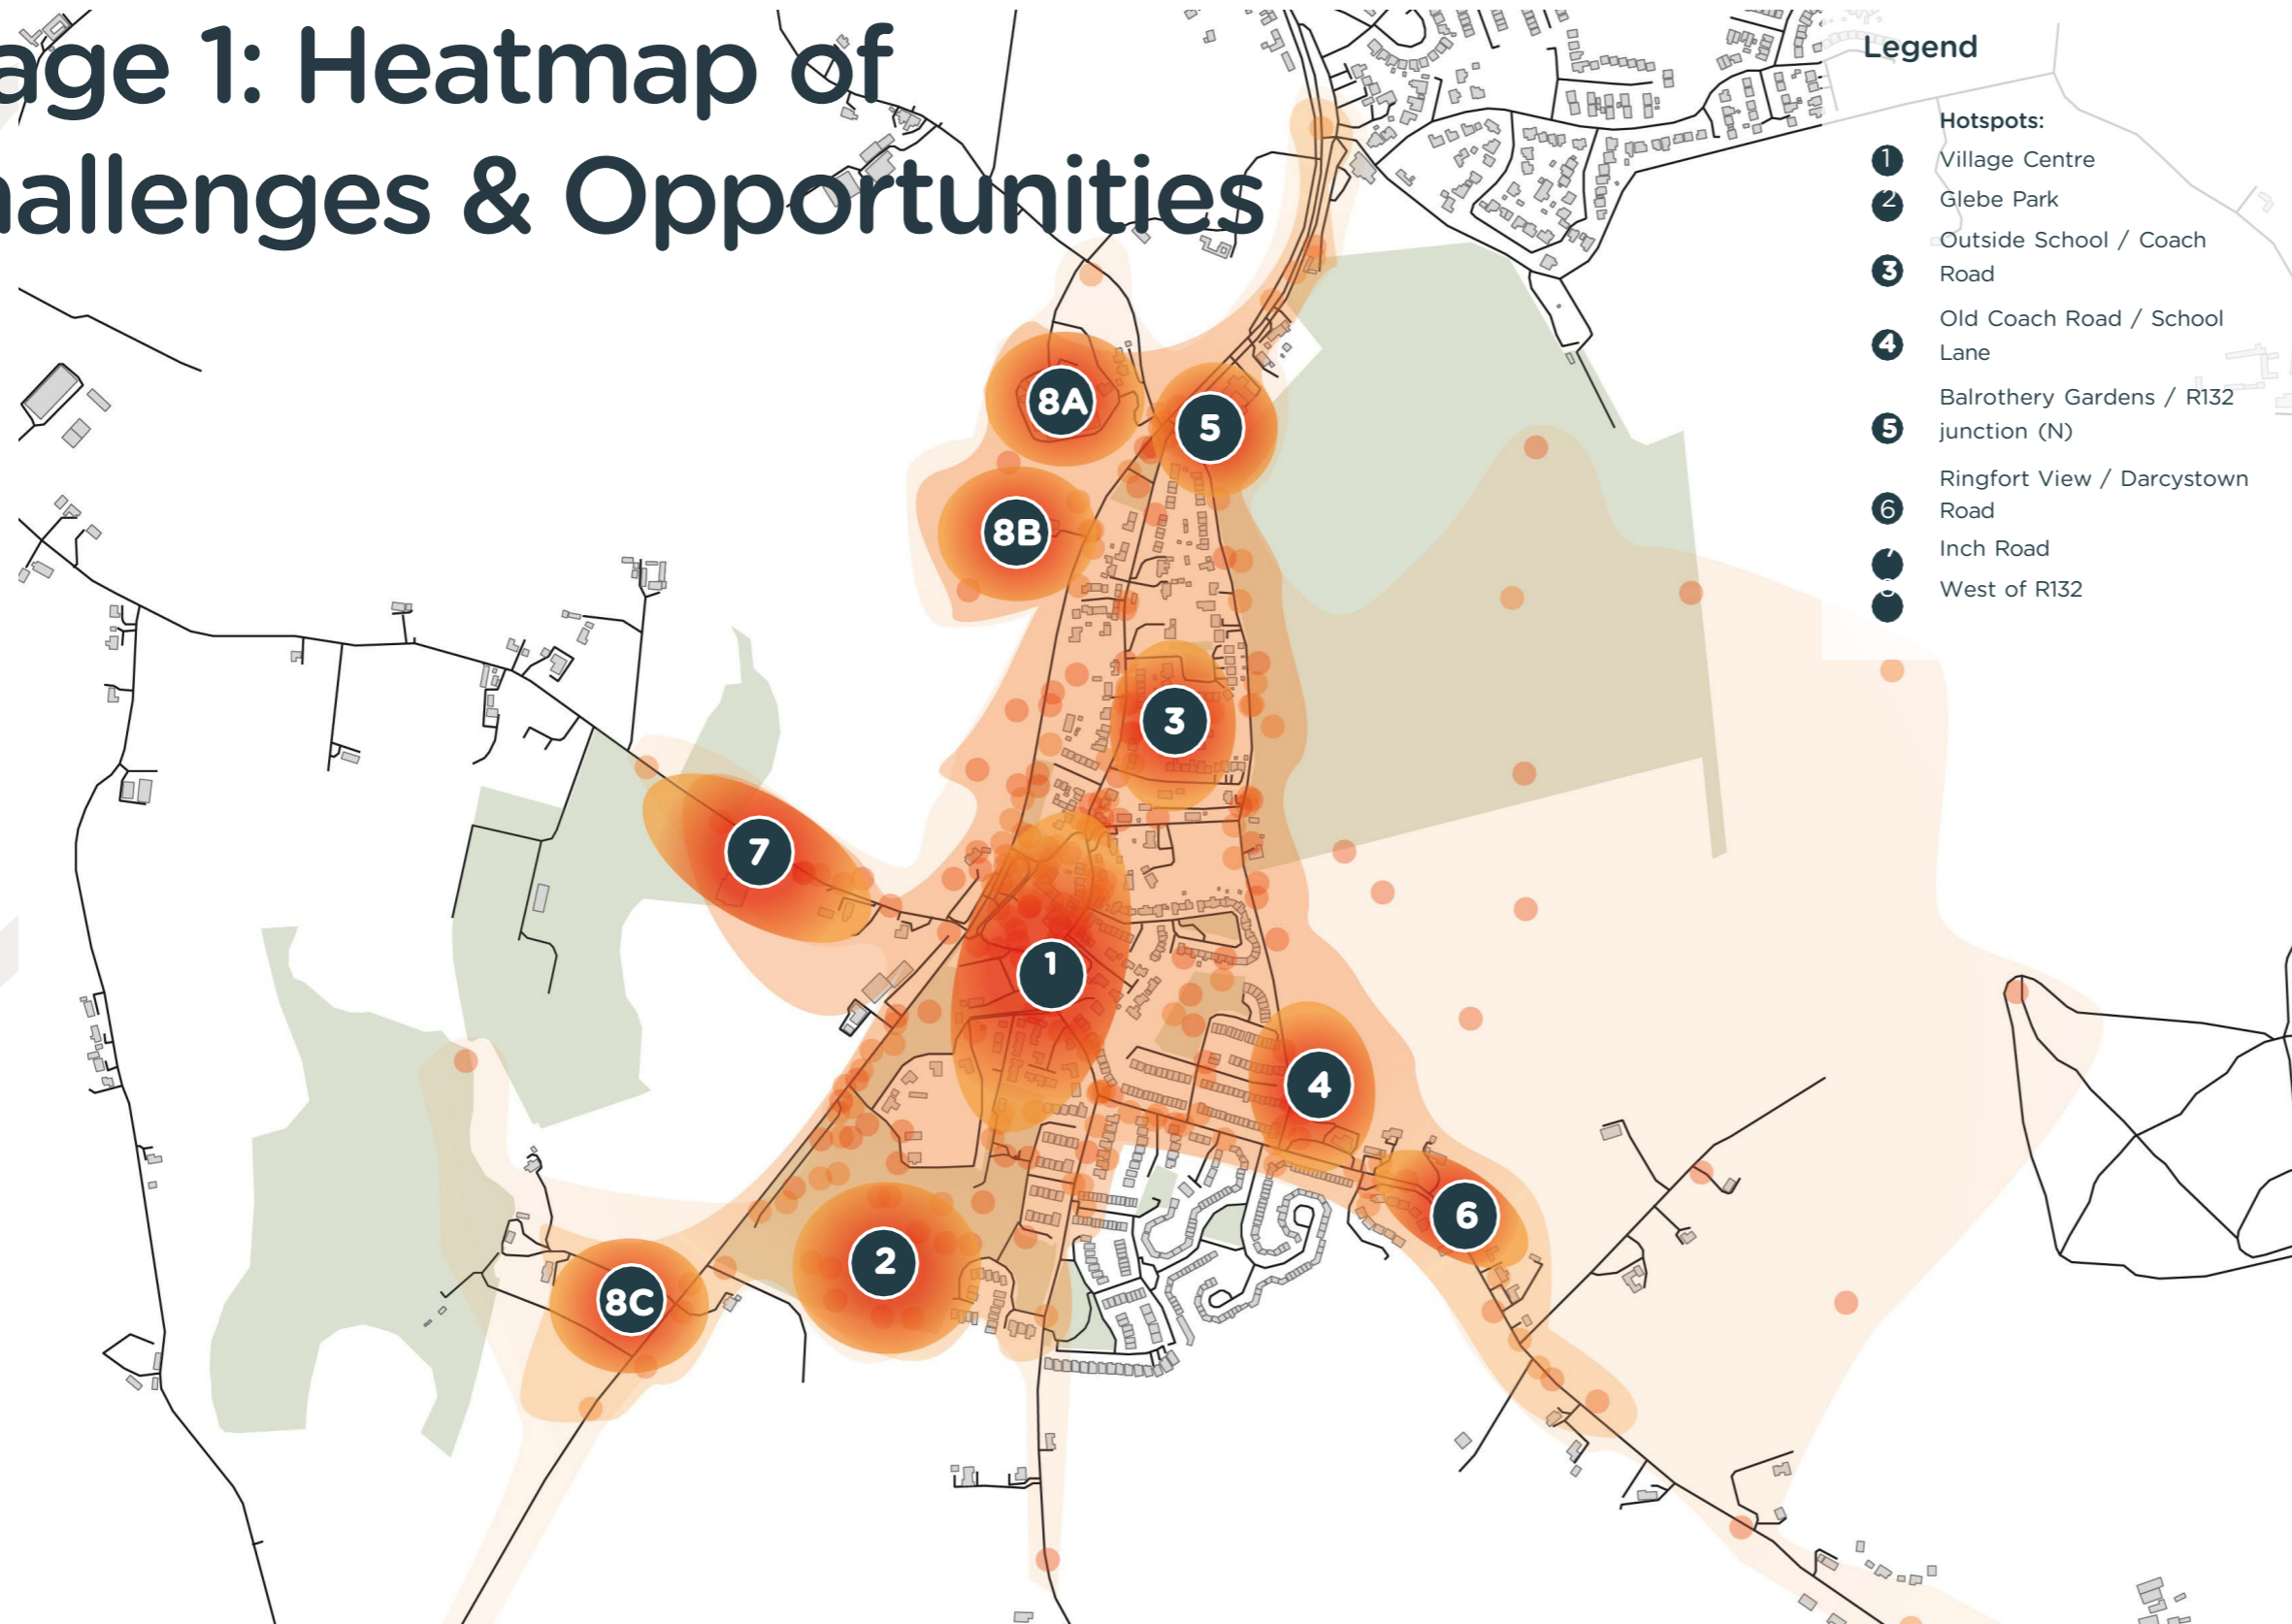 age 1: Heatmap of
allenges & Opportunities
Legend
Hotspots:
1 Village Centre
2 Glebe Park
3 Outside School / Coach
Road
4 Old Coach Road / School
Lane
5 Balrothery Gardens / R132
junction (N)
6 Ringfort View / Darcystown
Road
Inch Road
West of R132
8A
5
8B
3
7
1
4
6
2
8C